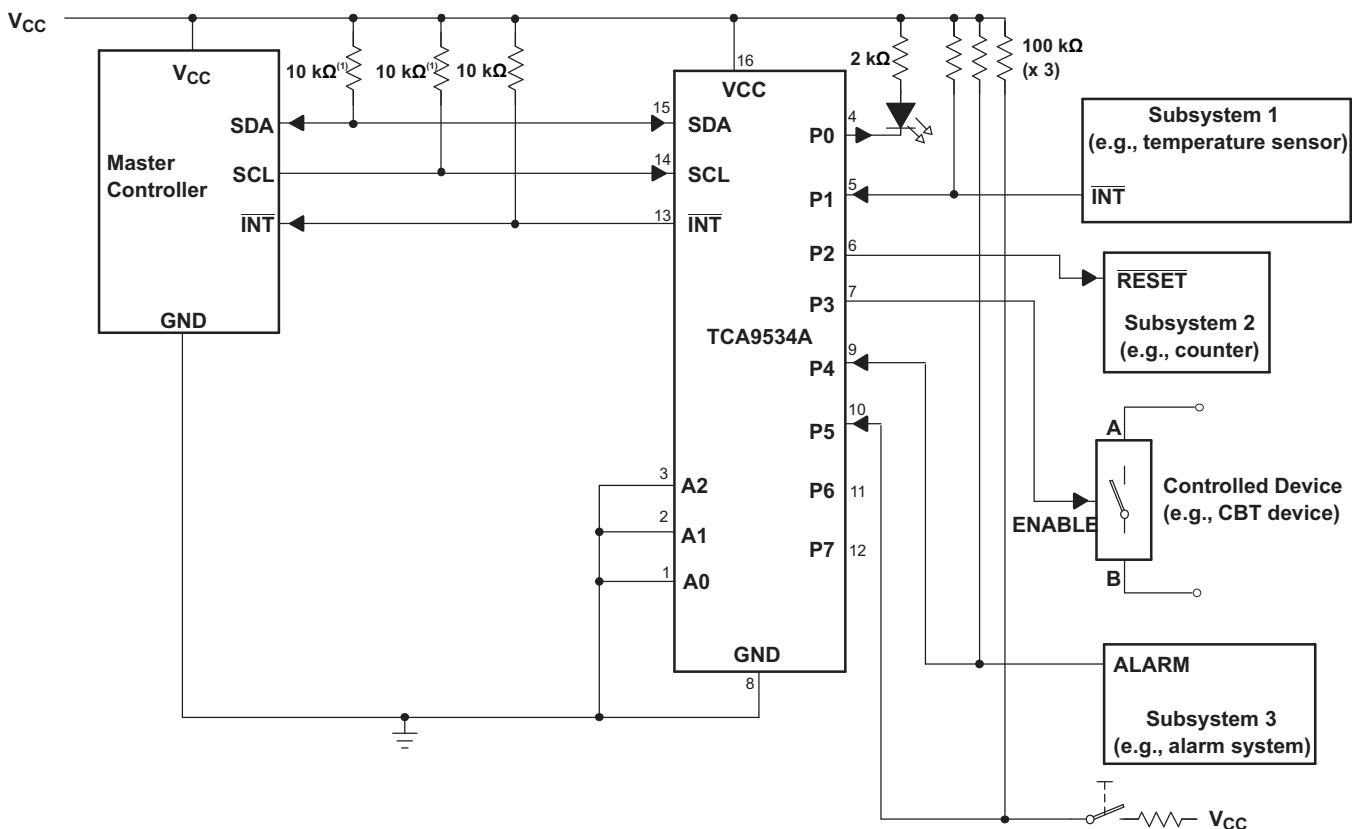 VCC
VCC
10 kΩ(1)
10 kΩ(1)
10 kΩ
2 kΩ
100 kΩ
(x 3)
16
VCC
SDA
15
SDA
P0
4
Subsystem 1
(e.g., temperature sensor)
INT
Master
Controller
SCL
14
SCL
P1
5
INT
13
INT
P2
6
RESET
Subsystem 2
(e.g., counter)
P3
7
GND
TCA9534A
P4
9
P5
10
A
Controlled Device
(e.g., CBT device)
ENABLE
B
3
A2
P6
11
2
A1
P7
12
1
A0
GND
8
ALARM
Subsystem 3
(e.g., alarm system)
VCC